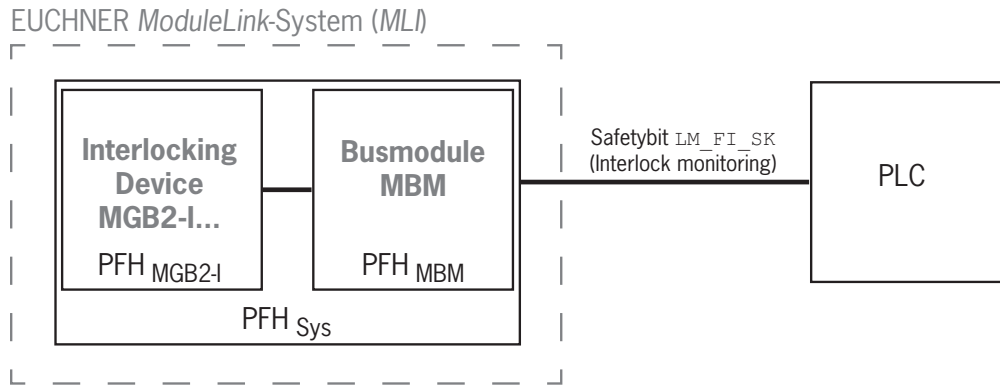 EUCHNER ModuleLink-System (MLI)
Interlocking
Device
MGB2-I...
PFH MGB2-I
Busmodule
MBM
PFH MBM
PFH Sys
Safetybit LM_FI_SK
(Interlock monitoring)
PLC